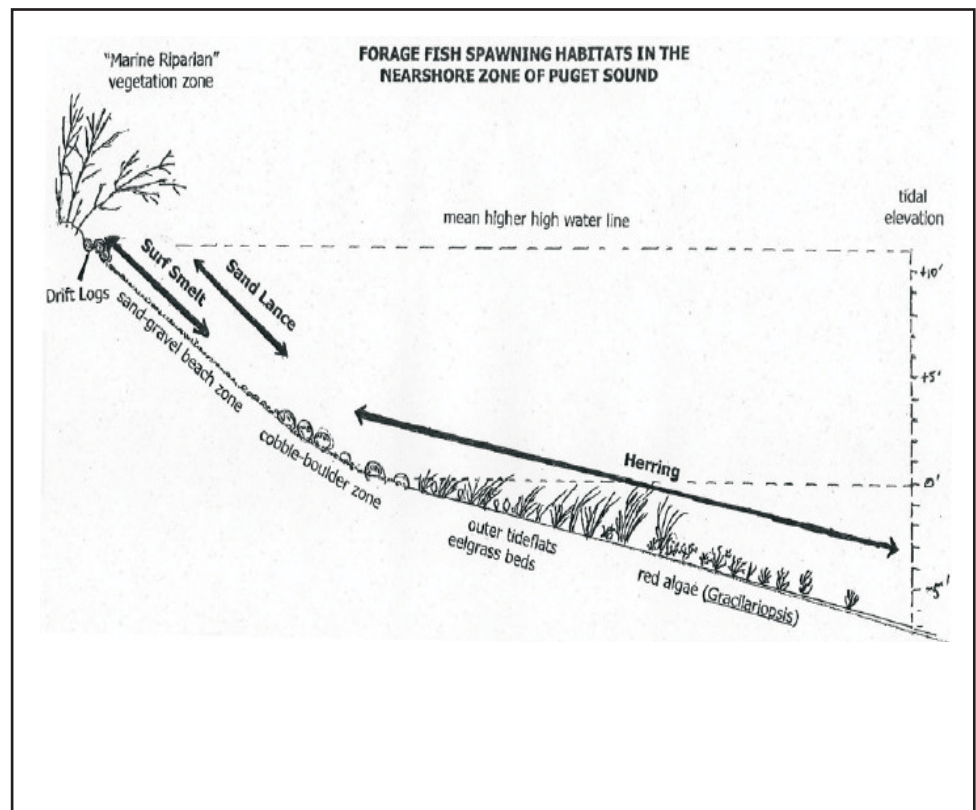 FORAGE FISH SPAWNING HABITATS IN THE
NEARSHORE ZONE OF PUGET SOUND
"Marine Riparian"
vegetation zone
tidal
elevation
mean higher high water line
+10'
Surf Smelt
Sand Lance
Drift Logs
sand-gravel beach zone
+5'
cobble-boulder zone
Herring
0'
outer tideflats
eelgrass beds
red algae (Gracilariopsis)
-5'